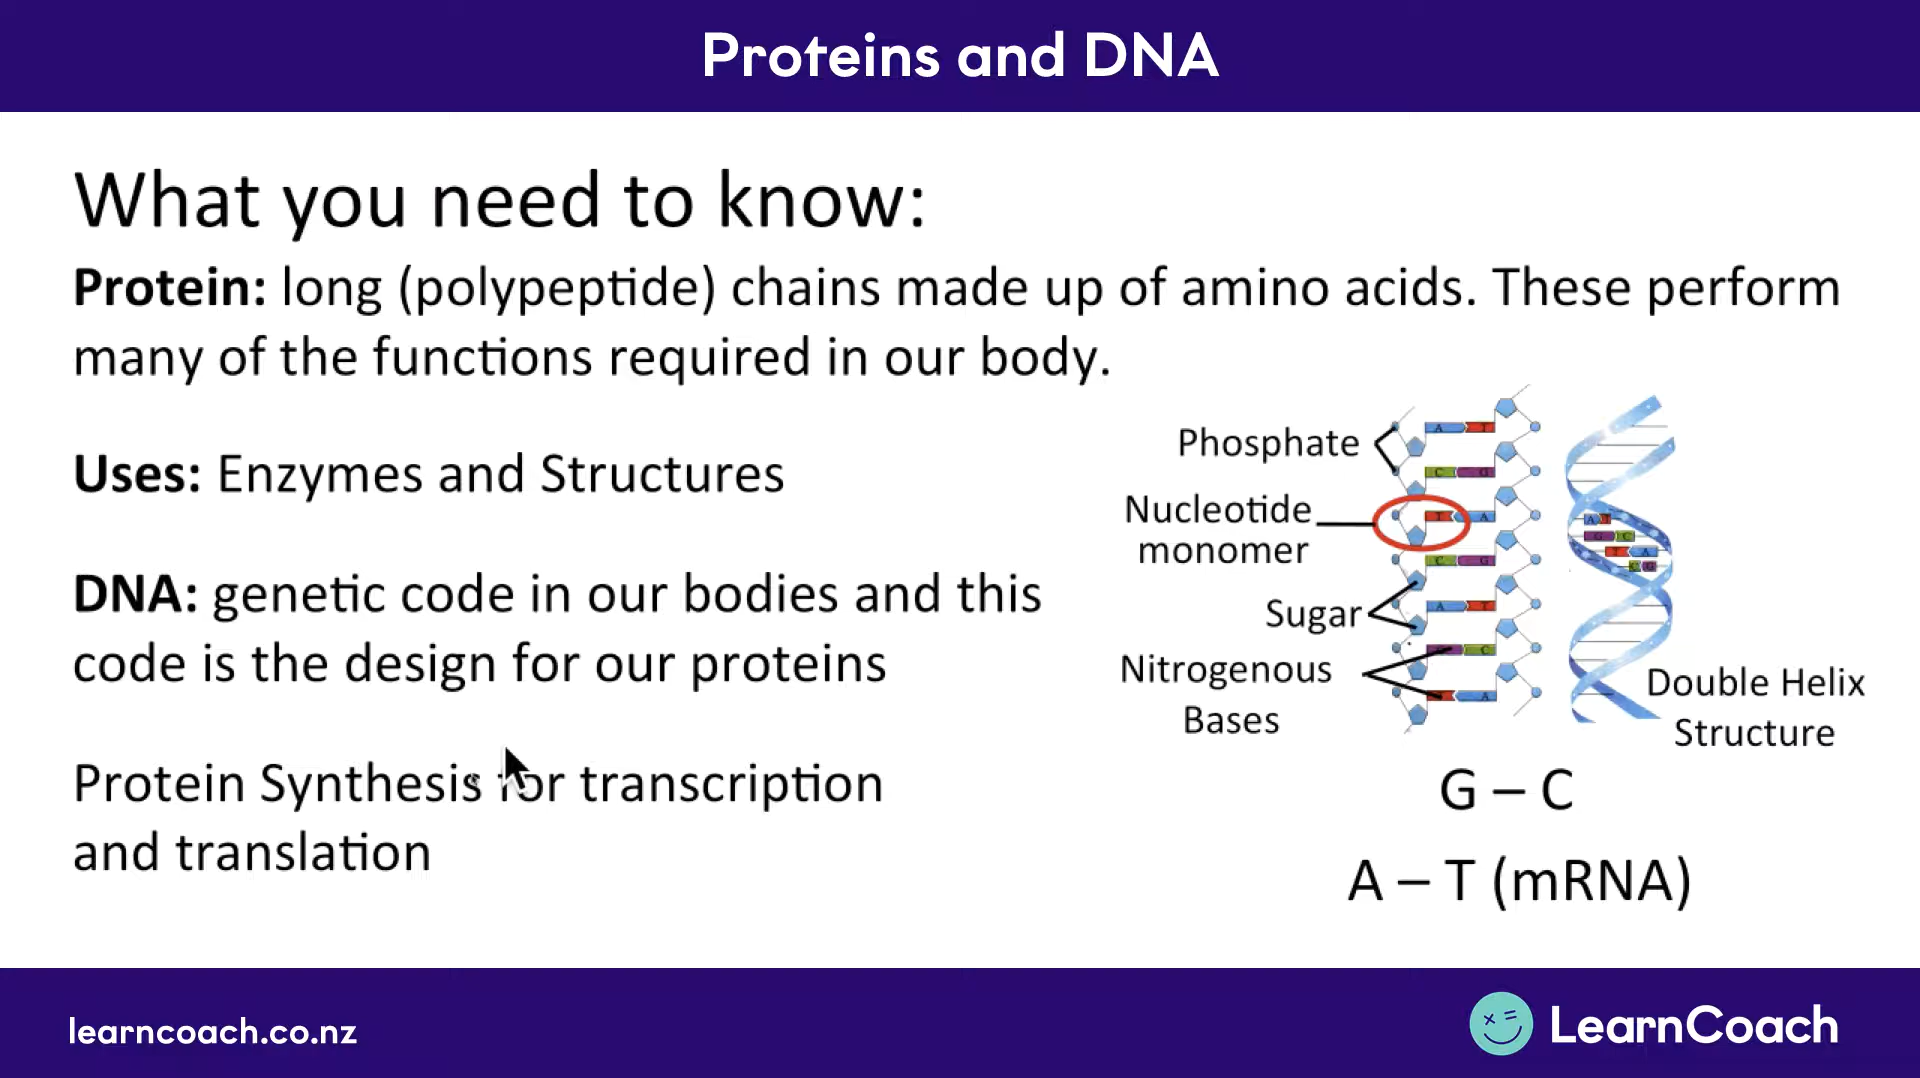 Proteins and DNA
What you need to know:
Protein: long (polypeptide) chains made up of amino acids. These perform
many of the functions required in our body.
Uses: Enzymes and Structures
DNA: genetic code in our bodies and this
code is the design for our proteins
Protein Synthesis for transcription
and translation
Phosphate
Nucleotide
monomer
Sugar
Nitrogenous
Bases
A T
C G
T A
C G
A T
C
A
A T
G C
T A
C G
Double Helix
Structure
G – C
A – T (mRNA)
learncoach.co.nz
LearnCoach